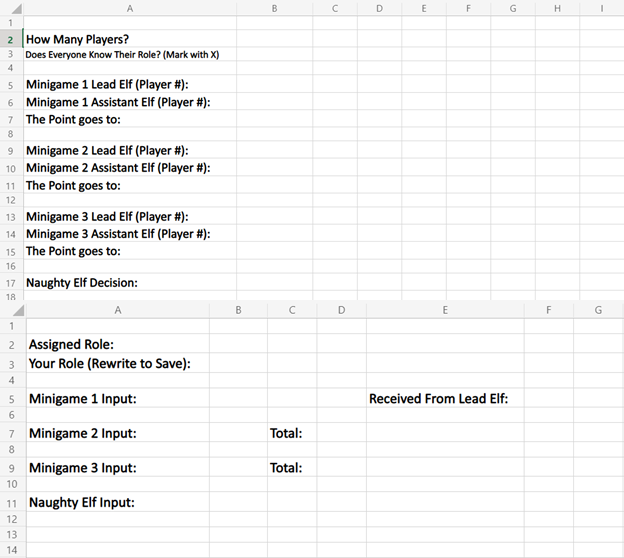 A B C D E F G H I
1
2 How Many Players?
3 Does Everyone Know Their Role? (Mark with X)
4
5 Minigame 1 Lead Elf (Player #):
6 Minigame 1 Assistant Elf (Player #):
7 The Point goes to:
8
9 Minigame 2 Lead Elf (Player #):
10 Minigame 2 Assistant Elf (Player #):
11 The Point goes to:
12
13 Minigame 3 Lead Elf (Player #):
14 Minigame 3 Assistant Elf (Player #):
15 The Point goes to:
16
17 Naughty Elf Decision:
18
A B C D E F G
1
2 Assigned Role:
3 Your Role (Rewrite to Save):
4
5 Minigame 1 Input: Received From Lead Elf:
6
7 Minigame 2 Input: Total:
8
9 Minigame 3 Input: Total:
10
11 Naughty Elf Input:
12
13
14